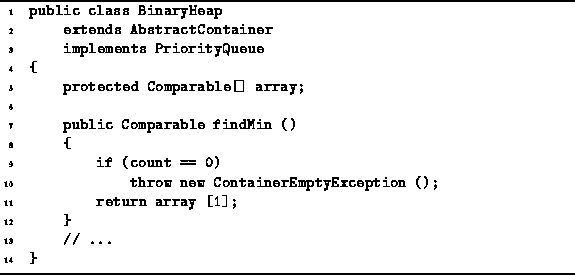 1 public class BinaryHeap
2 extends AbstractContainer
3 implements PriorityQueue
4 {
5 protected Comparable[] array;
6
7 public Comparable findMin ()
8 {
9 if (count == 0)
10 throw new ContainerEmptyException ();
11 return array [1];
12 }
13 // ...
14 }